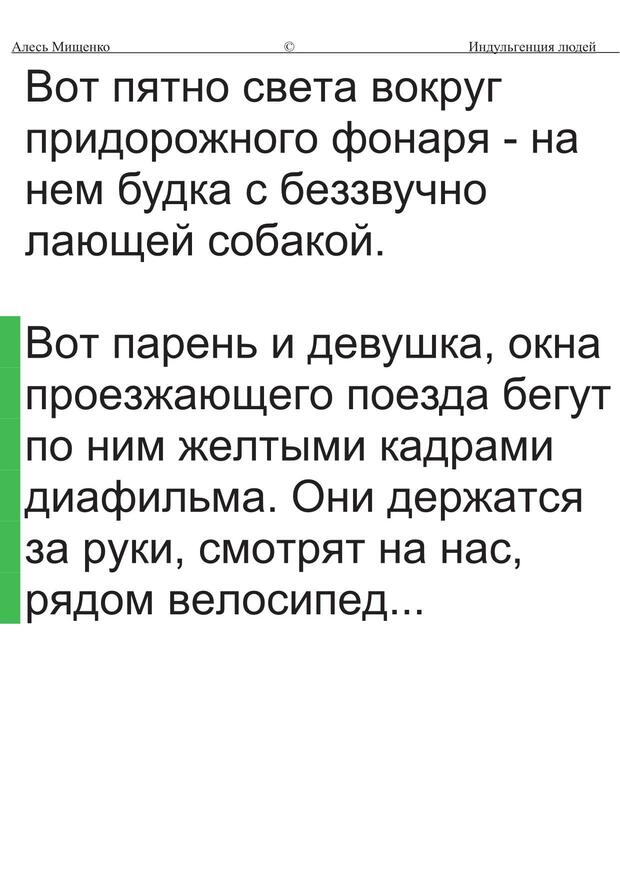 Алесь Мищенко © Индульгенция людей
Вот пятно света вокруг
придорожного фонаря - на
нем будка с беззвучно
лающей собакой.
Вот парень и девушка, окна
проезжающего поезда бегут
по ним желтыми кадрами
диафильма. Они держатся
за руки, смотрят на нас,
рядом велосипед...